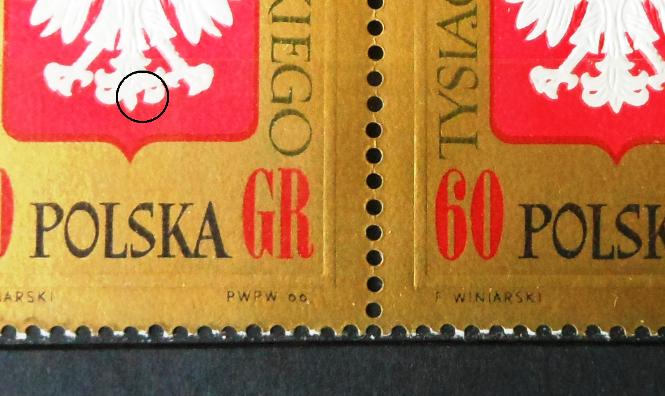 KIEGO
POLSKA GR
PWPW 66
TYSIĄC
60 POLSK
F. WINIARSKI